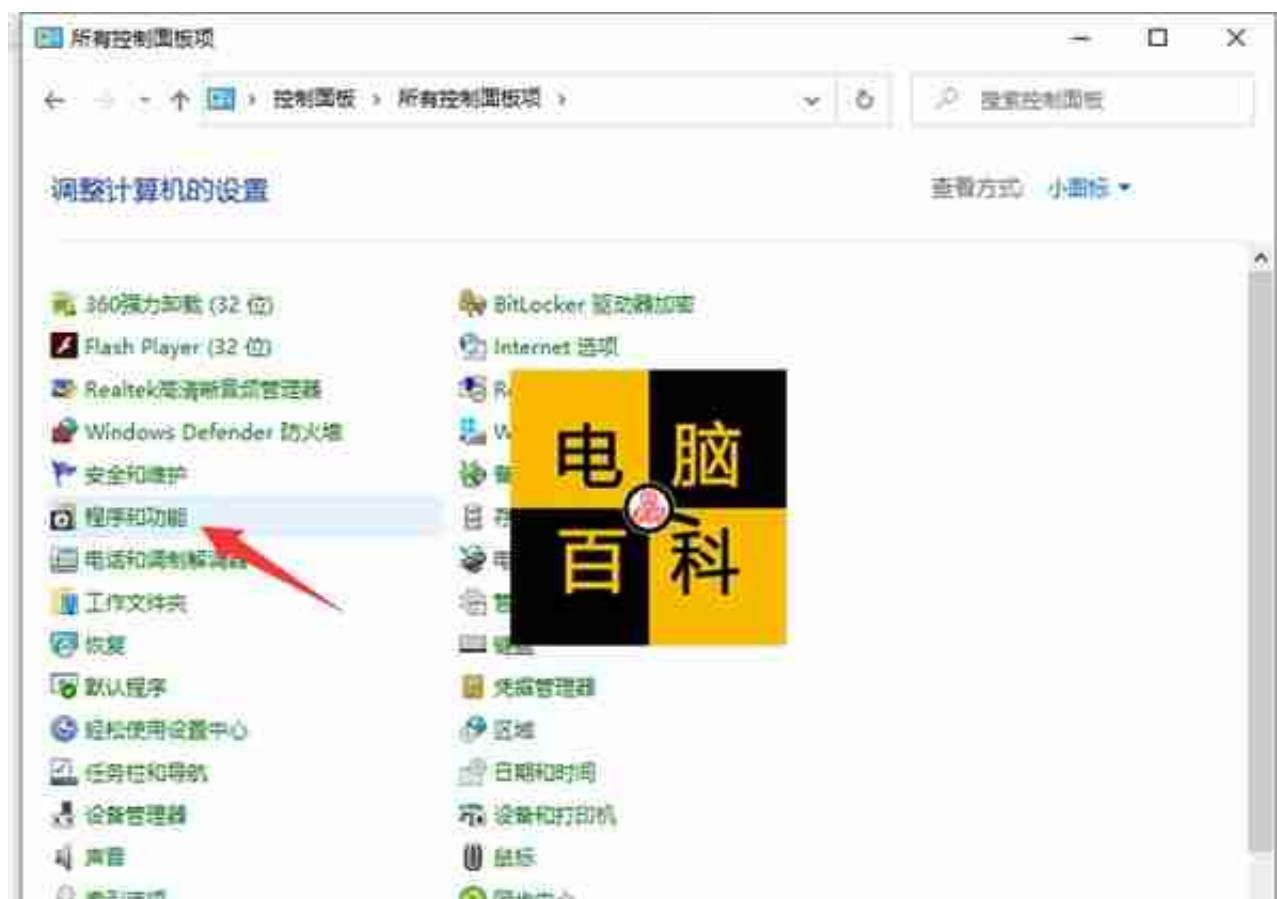 所有控制面板项
控制面板 › 所有控制面板项 ›
搜索控制面板
调整计算机的设置
查看方式: 小图标
360强力卸载 (32 位)
BitLocker 驱动器加密
Flash Player (32 位)
Internet 选项
Realtek高清晰音频管理器
Windows Defender 防火墙
安全和维护
程序和功能
电话和调制解调器
工作文件夹
恢复
键盘
默认程序
凭据管理器
轻松使用设置中心
区域
任务栏和导航
日期和时间
设备管理器
设备和打印机
声音
鼠标
索引选项
电脑
百科